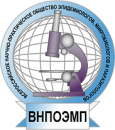 ВСЕРОССИЙСКОЕ НАУЧНО-ПРАКТИЧЕСКОЕ ОБЩЕСТВО ЭПИДЕМИОЛОГОВ, МИКРОБИОЛОГОВ И ПАРАЗИТОЛОГОВ
ВНПОЭМП